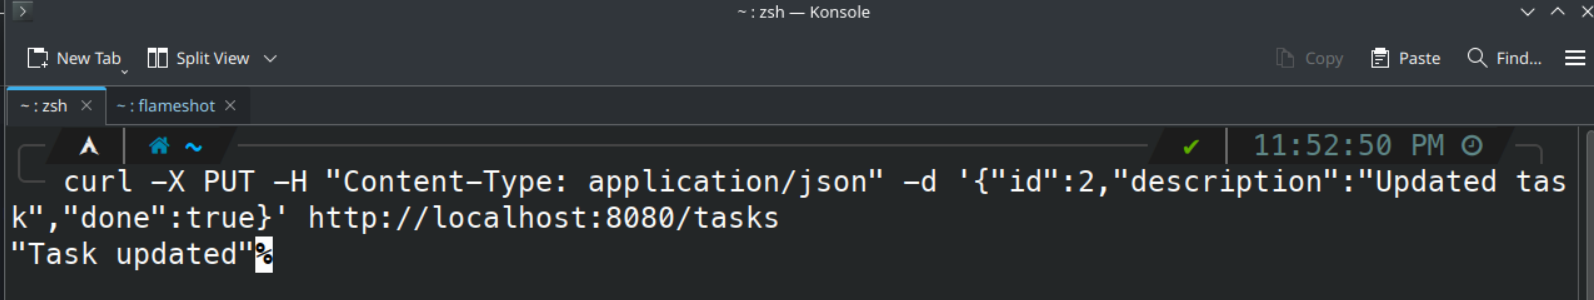 ~ : zsh — Konsole
New Tab Split View Copy Paste Find...
~ : zsh ~ : flameshot
~ 11:52:50 PM
curl -X PUT -H "Content-Type: application/json" -d '{"id":2,"description":"Updated tas
k","done":true}' http://localhost:8080/tasks
"Task updated"%